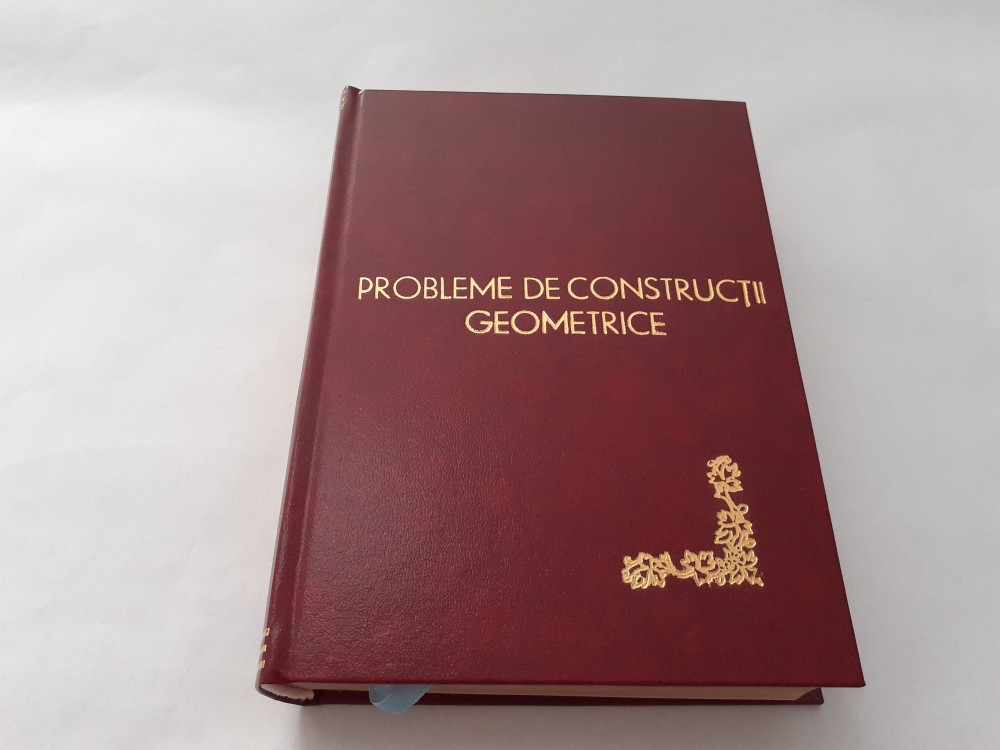 PROBLEME DE CONSTRUCȚII
GEOMETRICE